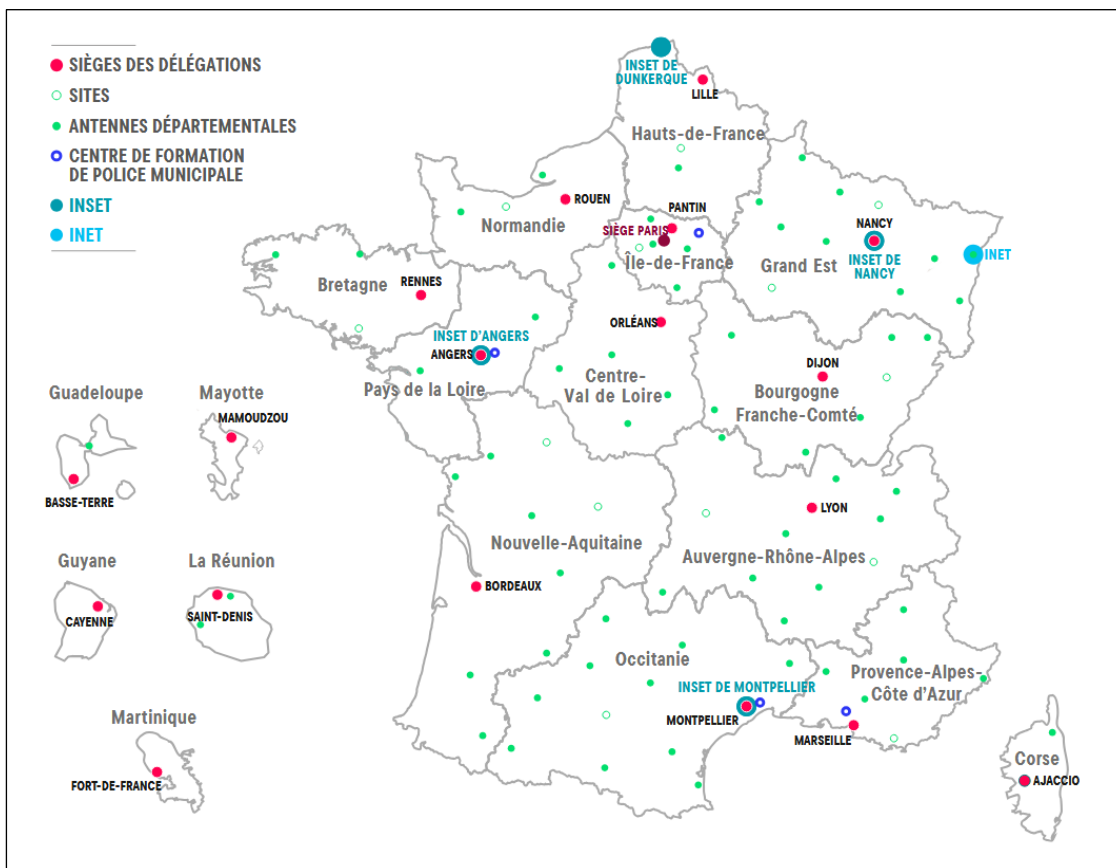 SIÈGES DES DÉLÉGATIONS
SITES
ANTENNES DÉPARTEMENTALES
CENTRE DE FORMATION
DE POLICE MUNICIPALE
INSET
INET
INSET DE
DUNKERQUE
LILLE
Hauts-de-France
ROUEN
Normandie
PANTIN
SIÈGE PARIS
Île-de-France
NANCY
INSET DE
NANCY
Grand Est
INET
Bretagne
RENNES
ORLÉANS
INSET D'ANGERS
ANGERS
Pays de la Loire
Centre-
Val de Loire
DIJON
Bourgogne
Franche-Comté
Guadeloupe
BASSE-TERRE
Mayotte
MAMOUDZOU
LYON
Nouvelle-Aquitaine
Auvergne-Rhône-Alpes
Guyane
CAYENNE
La Réunion
SAINT-DENIS
BORDEAUX
Occitanie
INSET DE MONTPELLIER
MONTPELLIER
Provence-Alpes-
Côte d'Azur
MARSEILLE
Martinique
FORT-DE-FRANCE
Corse
AJACCIO